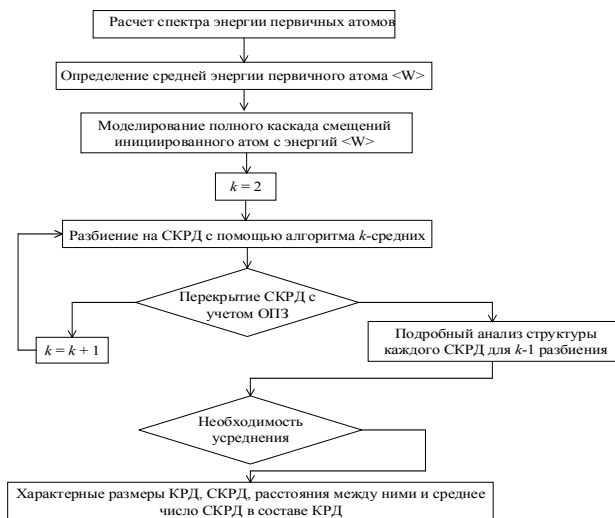 Расчет спектра энергии первичных атомов
Определение средней энергии первичного атома <W>
Моделирование полного каскада смещений
инициированного атом с энергий <W>
k = 2
Разбиение на СКРД с помощью алгоритма k-средних
Перекрытие СКРД с
учетом ОПЗ
k = k + 1
Подробный анализ структуры
каждого СКРД для k-1 разбиения
Необходимость
усреднения
Характерные размеры КРД, СКРД, расстояния между ними и среднее
число СКРД в составе КРД